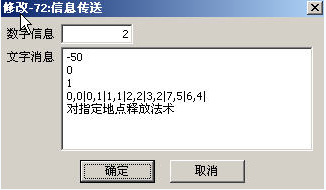 修改-72:信息传送
数字信息
2
文字消息
-50
0
1
0,0|0,1|1,1|2,2|3,2|7,5|6,4|
对指定地点释放法术
确定
取消